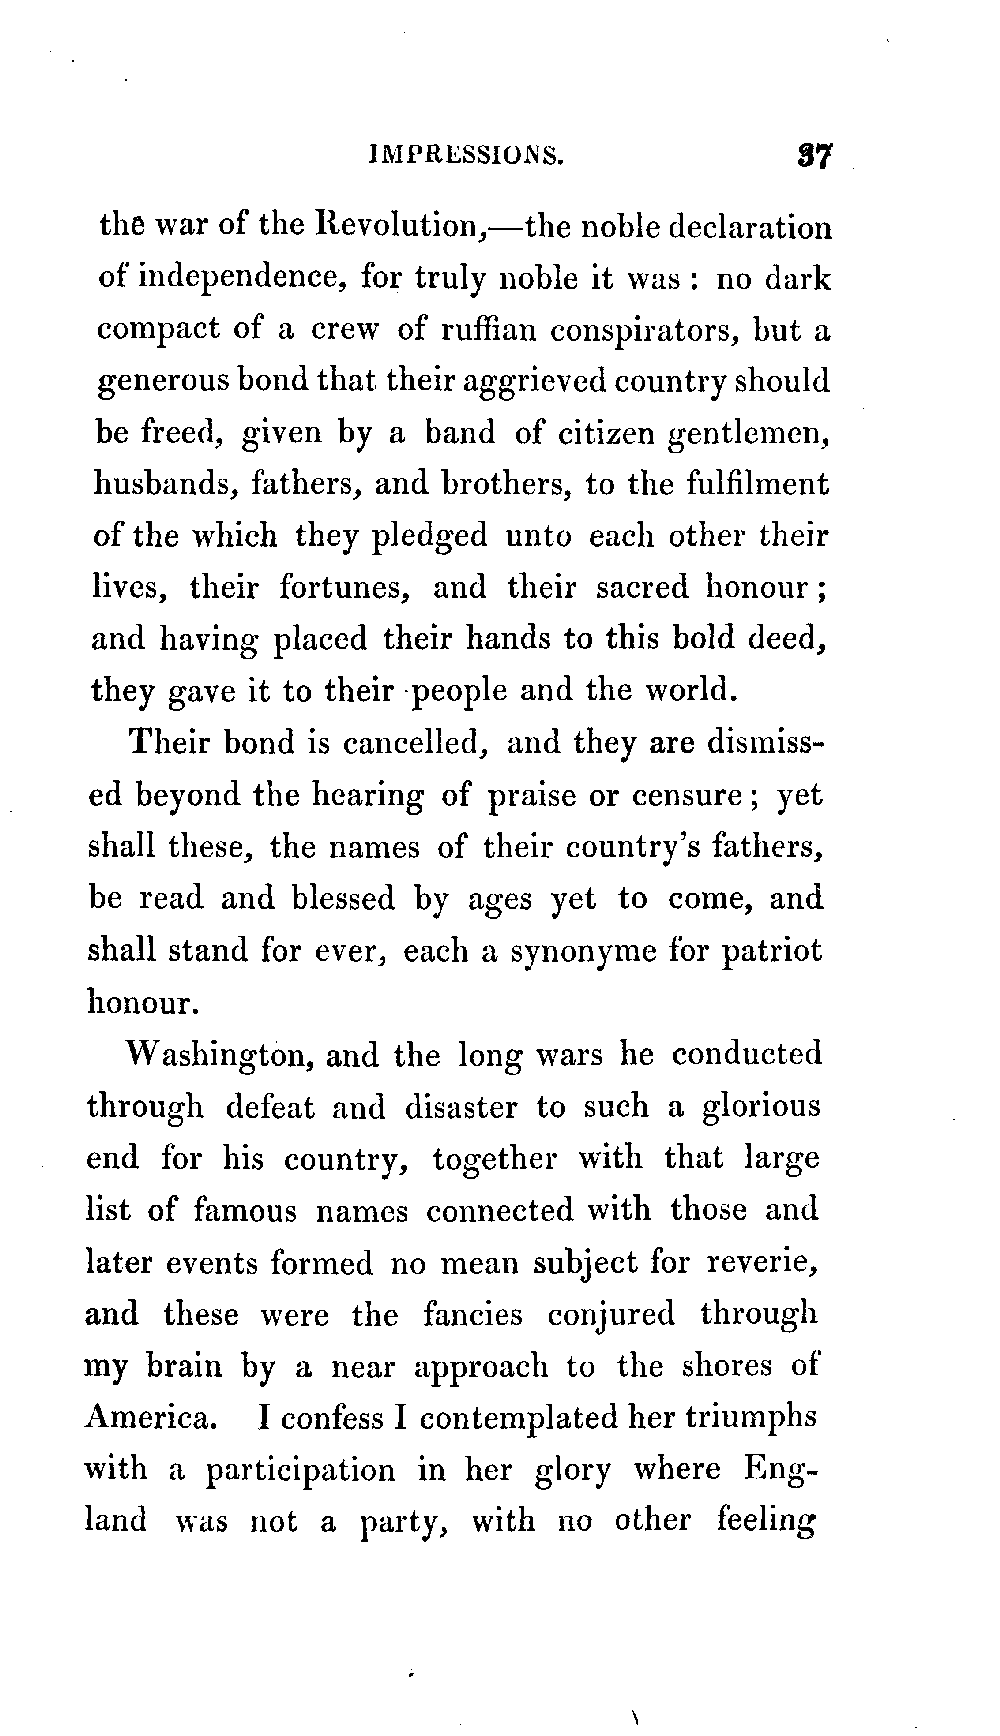 IMPRESSIONS. 37
the war of the Revolution,—the noble declaration
of independence, for truly noble it was : no dark
compact of a crew of ruffian conspirators, but a
generous bond that their aggrieved country should
be freed, given by a band of citizen gentlemen,
husbands, fathers, and brothers, to the fulfilment
of the which they pledged unto each other their
lives, their fortunes, and their sacred honour ;
and having placed their hands to this bold deed,
they gave it to their people and the world.
Their bond is cancelled, and they are dismiss-
ed beyond the hearing of praise or censure ; yet
shall these, the names of their country's fathers,
be read and blessed by ages yet to come, and
shall stand for ever, each a synonyme for patriot
honour.
Washington, and the long wars he conducted
through defeat and disaster to such a glorious
end for his country, together with that large
list of famous names connected with those and
later events formed no mean subject for reverie,
and these were the fancies conjured through
my brain by a near approach to the shores of
America. I confess I contemplated her triumphs
with a participation in her glory where Eng-
land was not a party, with no other feeling